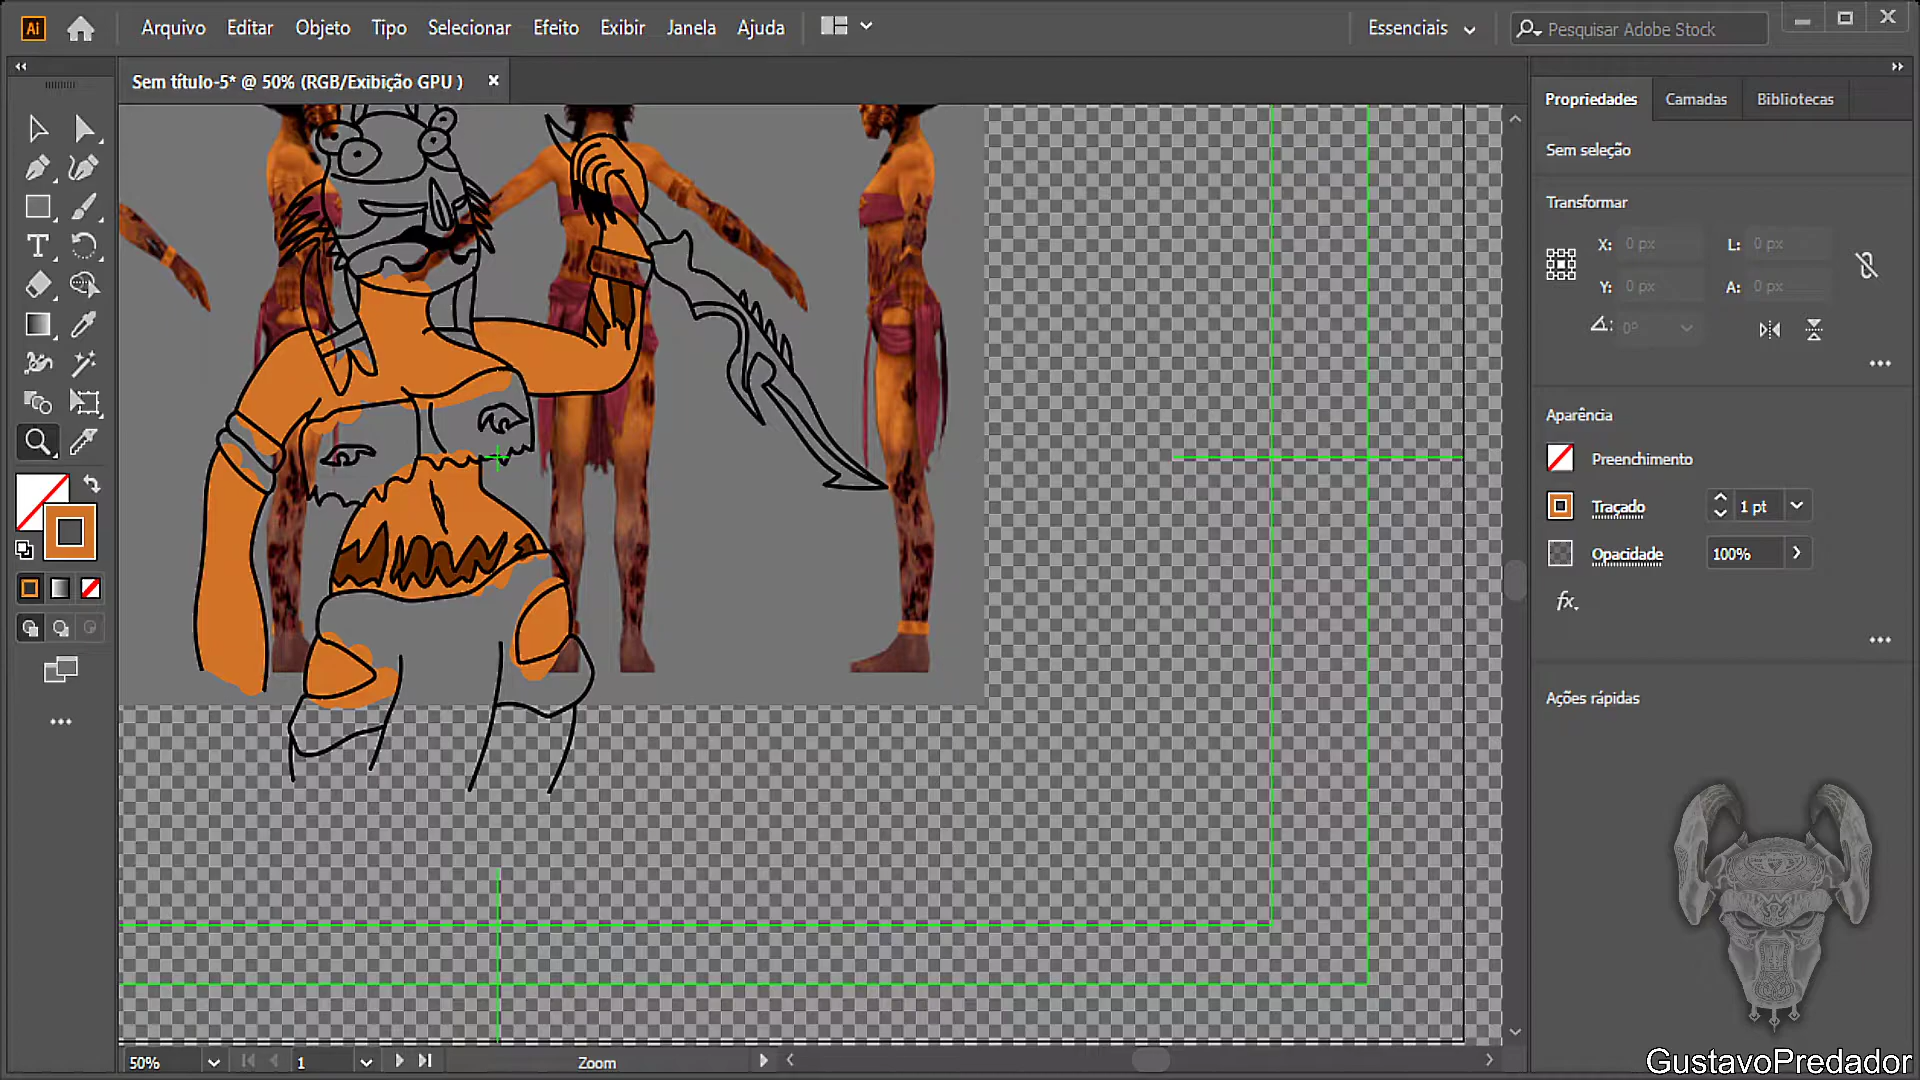 Ai Arquivo Editar Objeto Tipo Selecionar Efeito Exibir Janela Ajuda Essenciais Pesquisar Adobe Stock
Sem título-5* @ 50% (RGB/Exibição GPU )
Propriedades Camadas Bibliotecas
Sem seleção
Transformar
X: 0 px L: 0 px
Y: 0 px A: 0 px
0°
Aparência
Preenchimento
Traçado 1 pt
Opacidade 100%
fx.
Ações rápidas
50% 1 Zoom
GustavoPredador